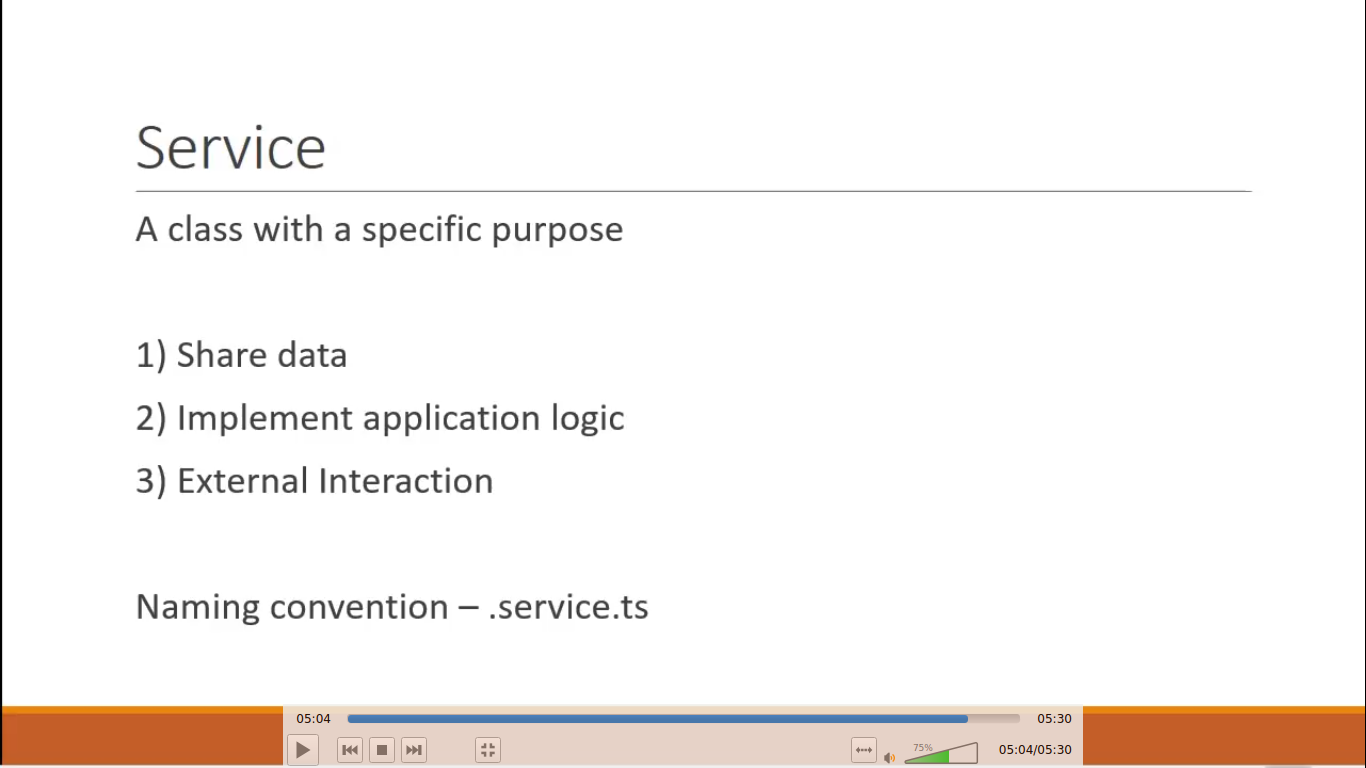 Service
A class with a specific purpose
1) Share data
2) Implement application logic
3) External Interaction
Naming convention – .service.ts
05:04 05:30
75% 05:04/05:30